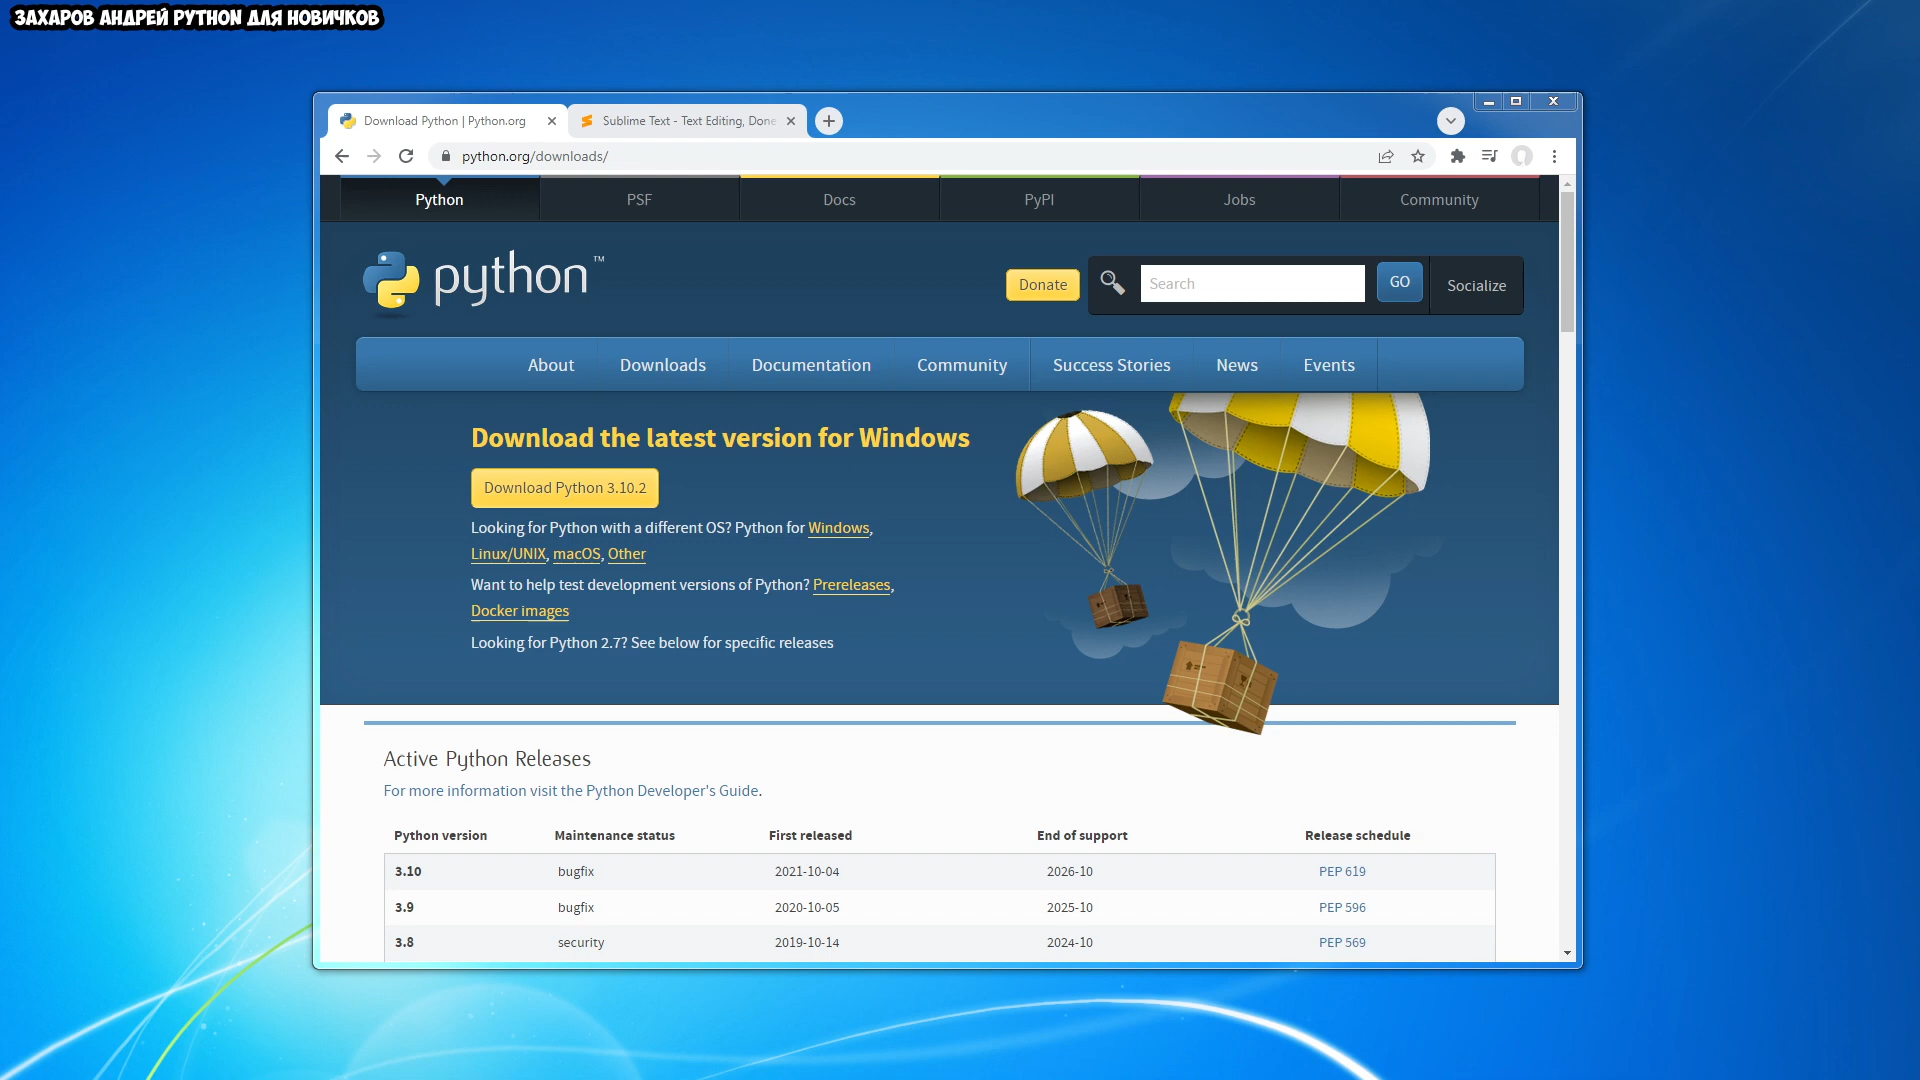 ЗАХАРОВ АНДРЕЙ PYTHON ДЛЯ НОВИЧКОВ
Download Python | Python.org
Sublime Text - Text Editing, Done
python.org/downloads/
Python PSF Docs PyPI Jobs Community
python™
Donate
Search
GO
Socialize
About Downloads Documentation Community Success Stories News Events
Download the latest version for Windows
Download Python 3.10.2
Looking for Python with a different OS? Python for Windows,
Linux/UNIX, macOS, Other
Want to help test development versions of Python? Prereleases,
Docker images
Looking for Python 2.7? See below for specific releases
Active Python Releases
For more information visit the Python Developer's Guide.
Python version Maintenance status First released End of support Release schedule
3.10 bugfix 2021-10-04 2026-10 PEP 619
3.9 bugfix 2020-10-05 2025-10 PEP 596
3.8 security 2019-10-14 2024-10 PEP 569